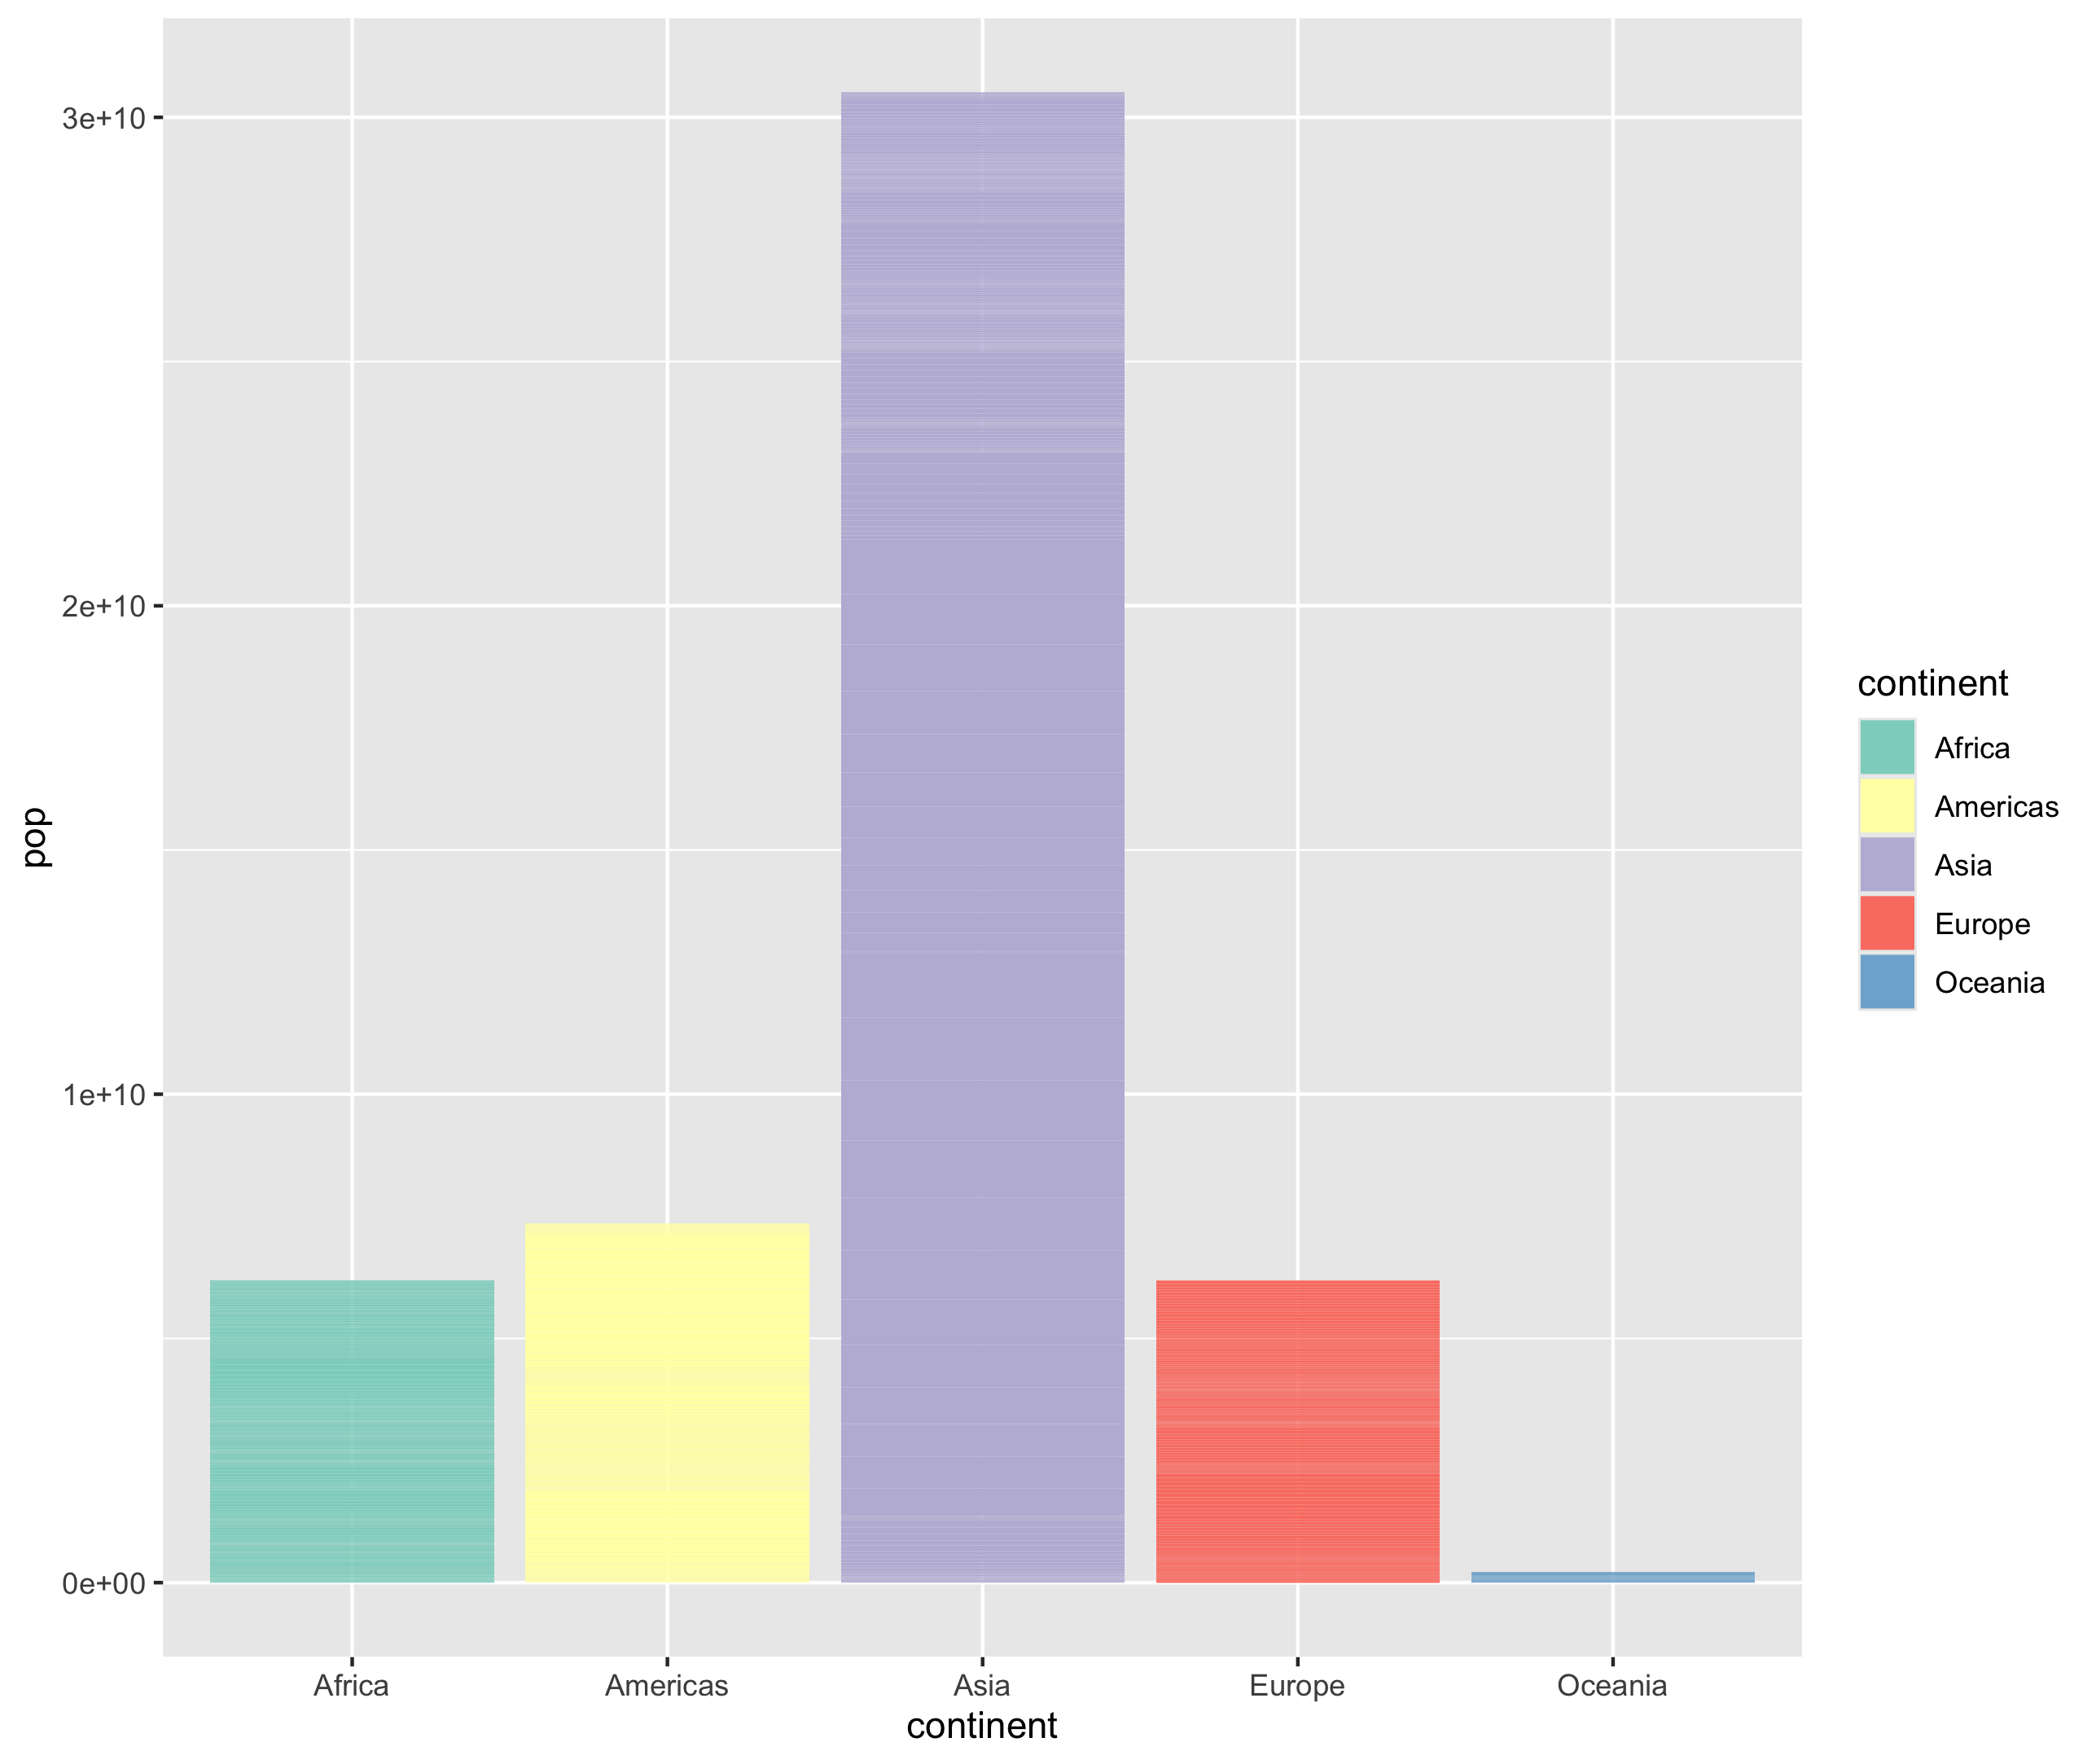 3e+10
2e+10
1e+10
0e+00
pop
Africa Americas Asia Europe Oceania
continent
continent
Africa
Americas
Asia
Europe
Oceania